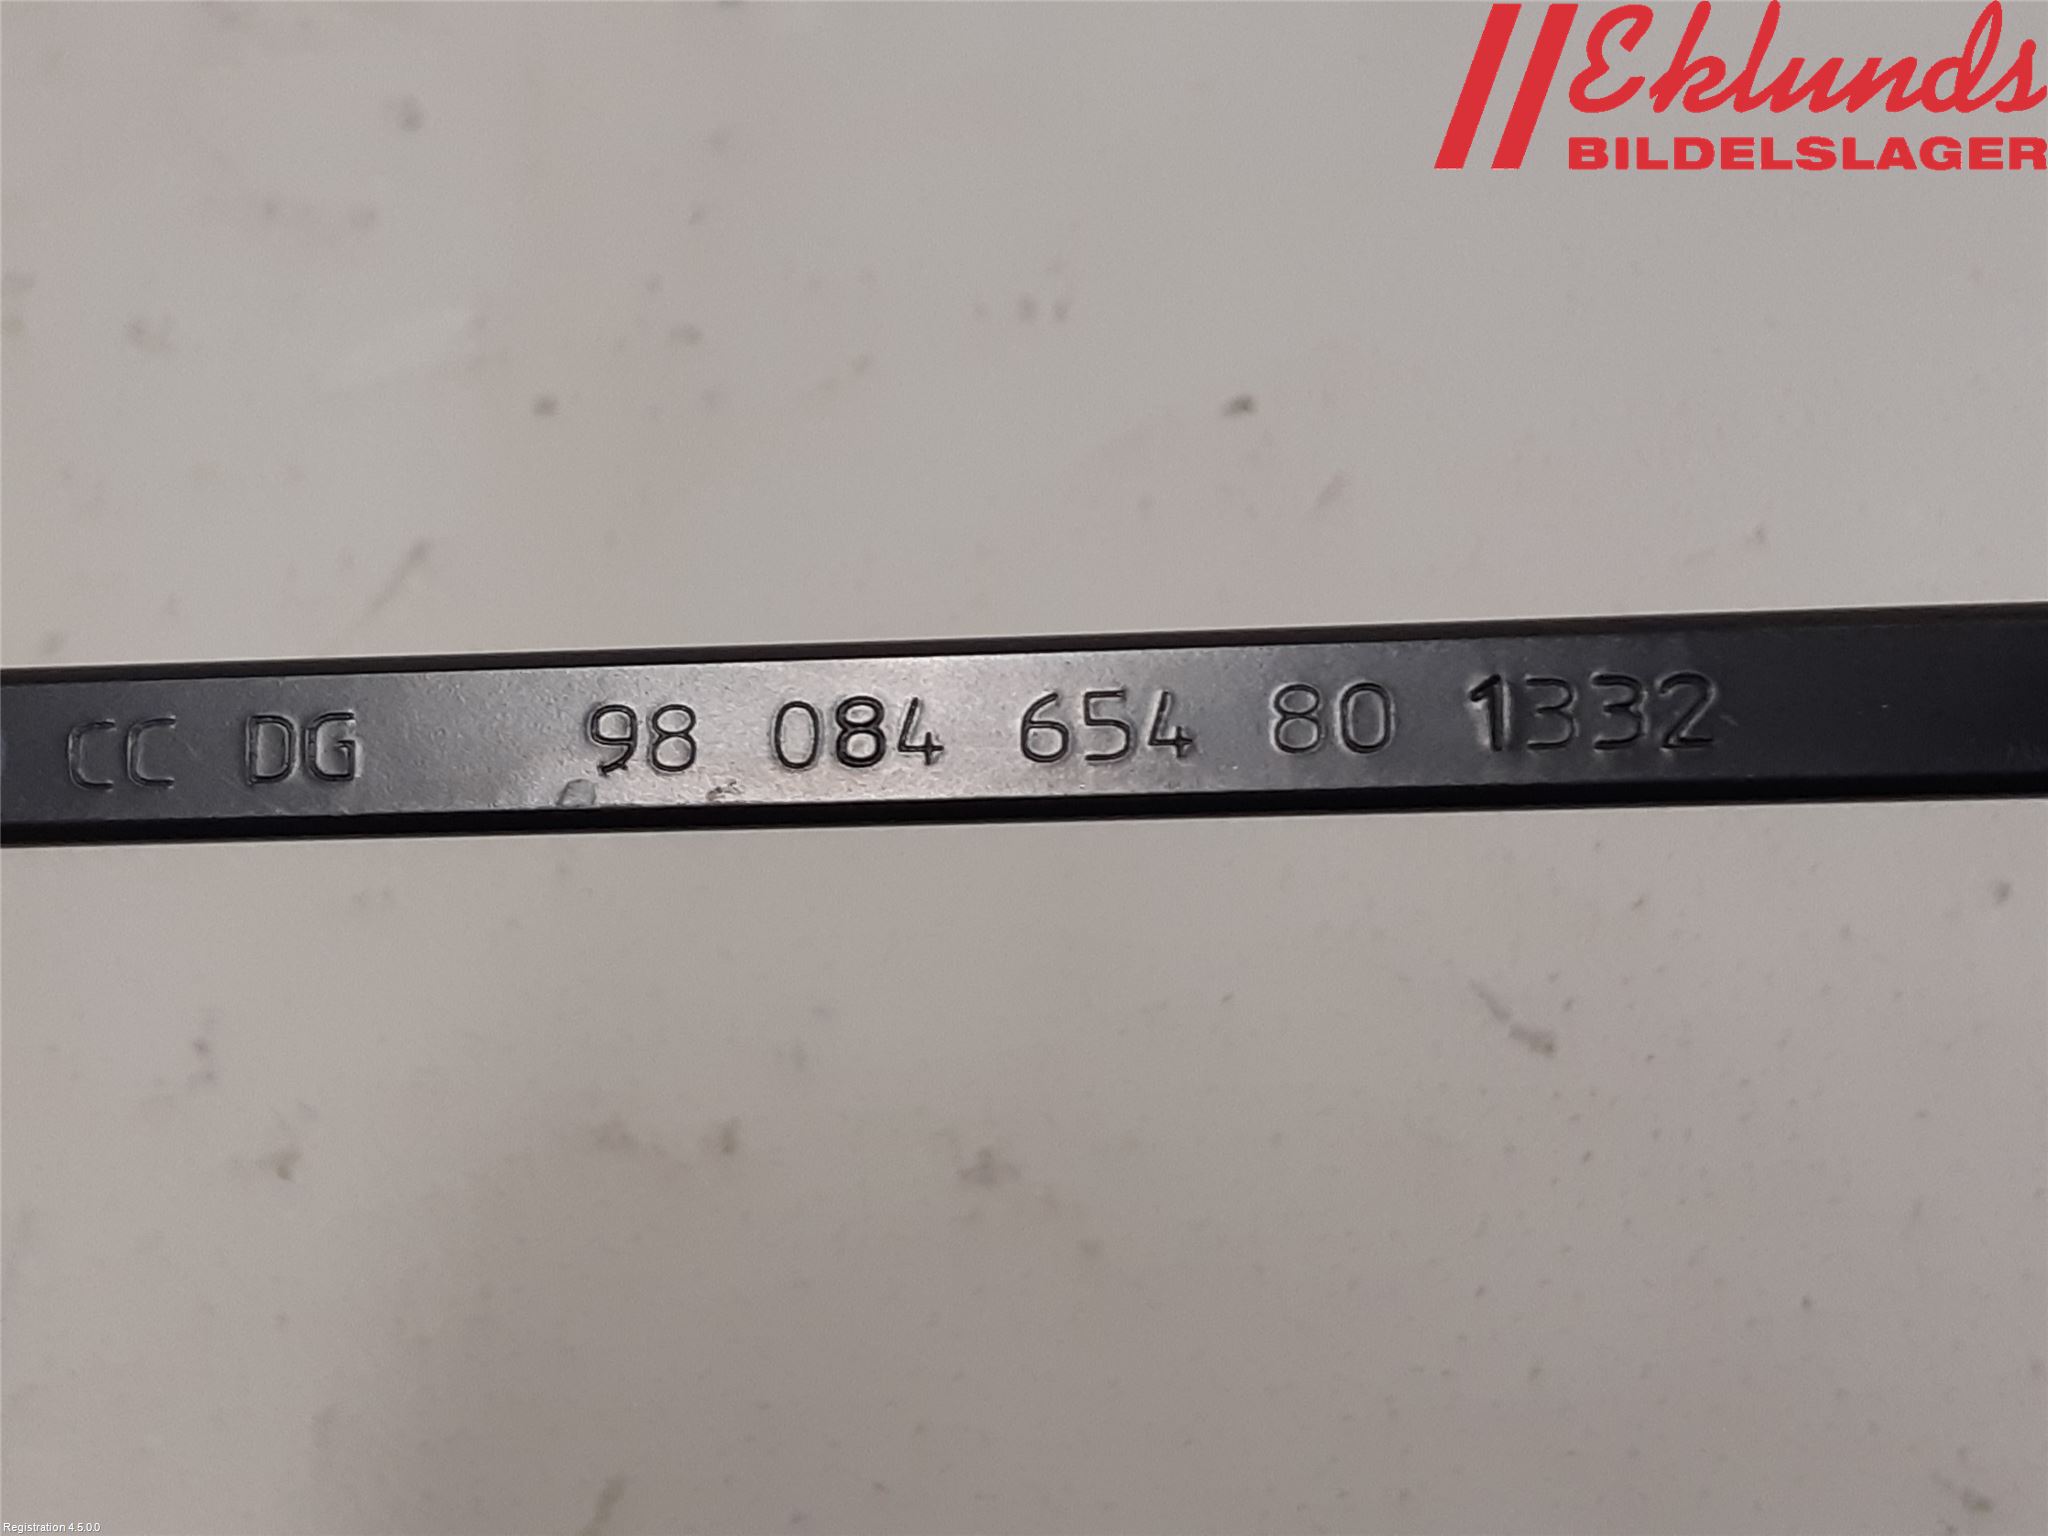 Eklunds
BILDELSLAGER
CC DG 98 084 654 80 1332
Registration 4.5.0.0